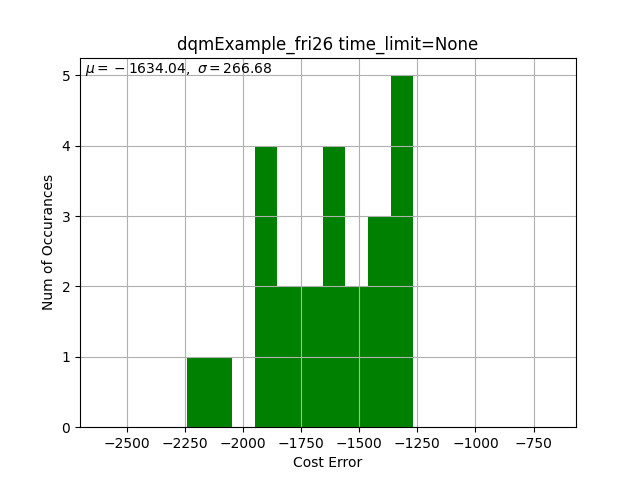 dqmExample_fri26 time_limit=None
μ = −1634.04, σ = 266.68
5
4
3
2
1
0
Num of Occurances
−2500 −2250 −2000 −1750 −1500 −1250 −1000 −750
Cost Error